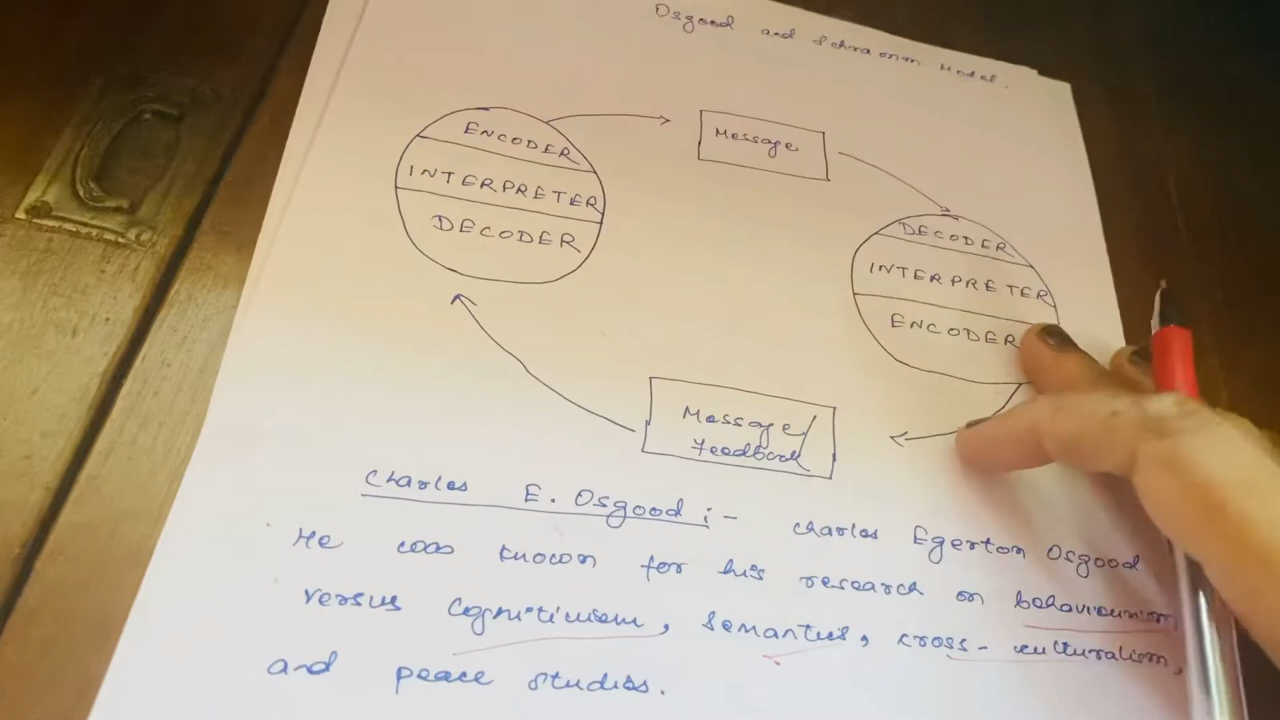 Osgood and Schramm Model.
ENCODER
INTERPRETER
DECODER
Message
DECODER
INTERPRETER
ENCODER
Message/
Feedback
Charles E. Osgood :- Charles Egerton Osgood
He was known for his research on behaviourism
versus Cognitivism, Semantics, cross-culturalism,
and peace studies.